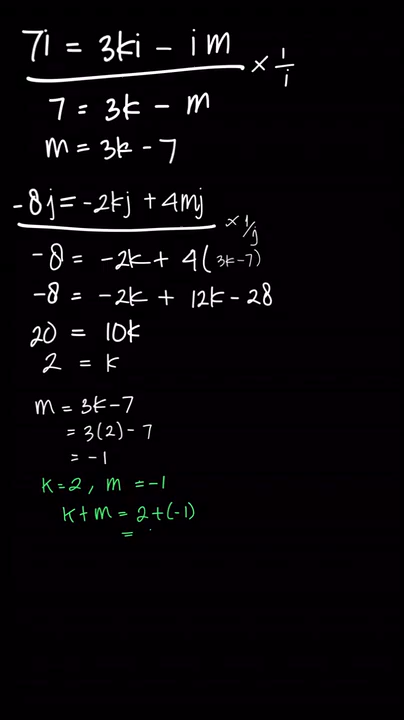 7i = 3ki - im × 1/i
7 = 3k - m
m = 3k - 7
-8j = -2kj + 4mj × 1/j
-8 = -2k + 4(3k-7)
-8 = -2k + 12k - 28
20 = 10k
2 = k
m = 3k-7
= 3(2) - 7
= -1
k=2, m = -1
k+m = 2+(-1)
=